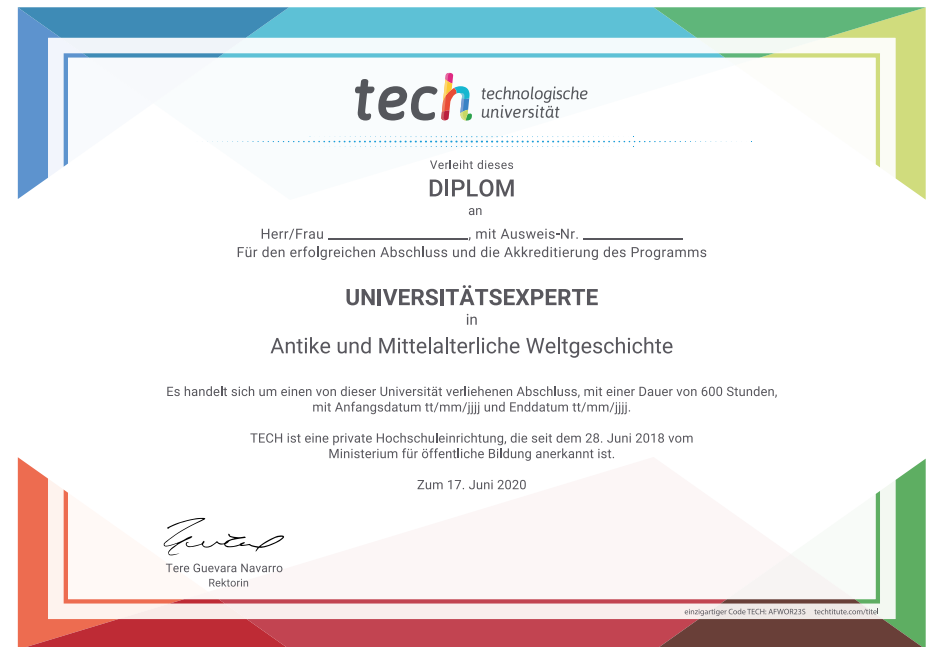 tech technologische
universität
Verleiht dieses
DIPLOM
an
Herr/Frau ____________, mit Ausweis-Nr. ____________
Für den erfolgreichen Abschluss und die Akkreditierung des Programms
UNIVERSITÄTSEXPERTE
in
Antike und Mittelalterliche Weltgeschichte
Es handelt sich um einen von dieser Universität verliehenen Abschluss, mit einer Dauer von 600 Stunden,
mit Anfangsdatum tt/mm/jjjj und Enddatum tt/mm/jjjj.
TECH ist eine private Hochschuleinrichtung, die seit dem 28. Juni 2018 vom
Ministerium für öffentliche Bildung anerkannt ist.
Zum 17. Juni 2020
Tere Guevara Navarro
Rektorin
einzigartiger Code TECH: AFWOR23S techtitute.com/titel